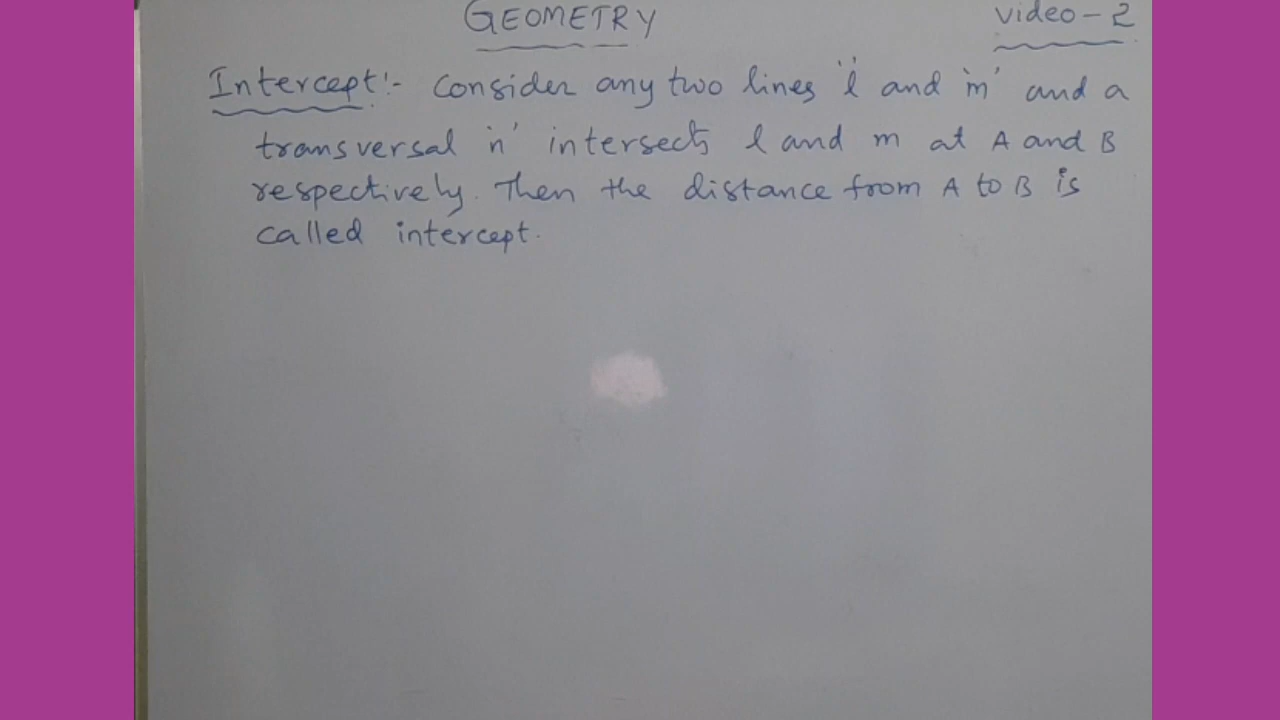 GEOMETRY
Video - 2
Intercept :- Consider any two lines 'l' and 'm' and a
transversal 'n' intersects l and m at A and B
respectively. Then the distance from A to B is
called intercept.